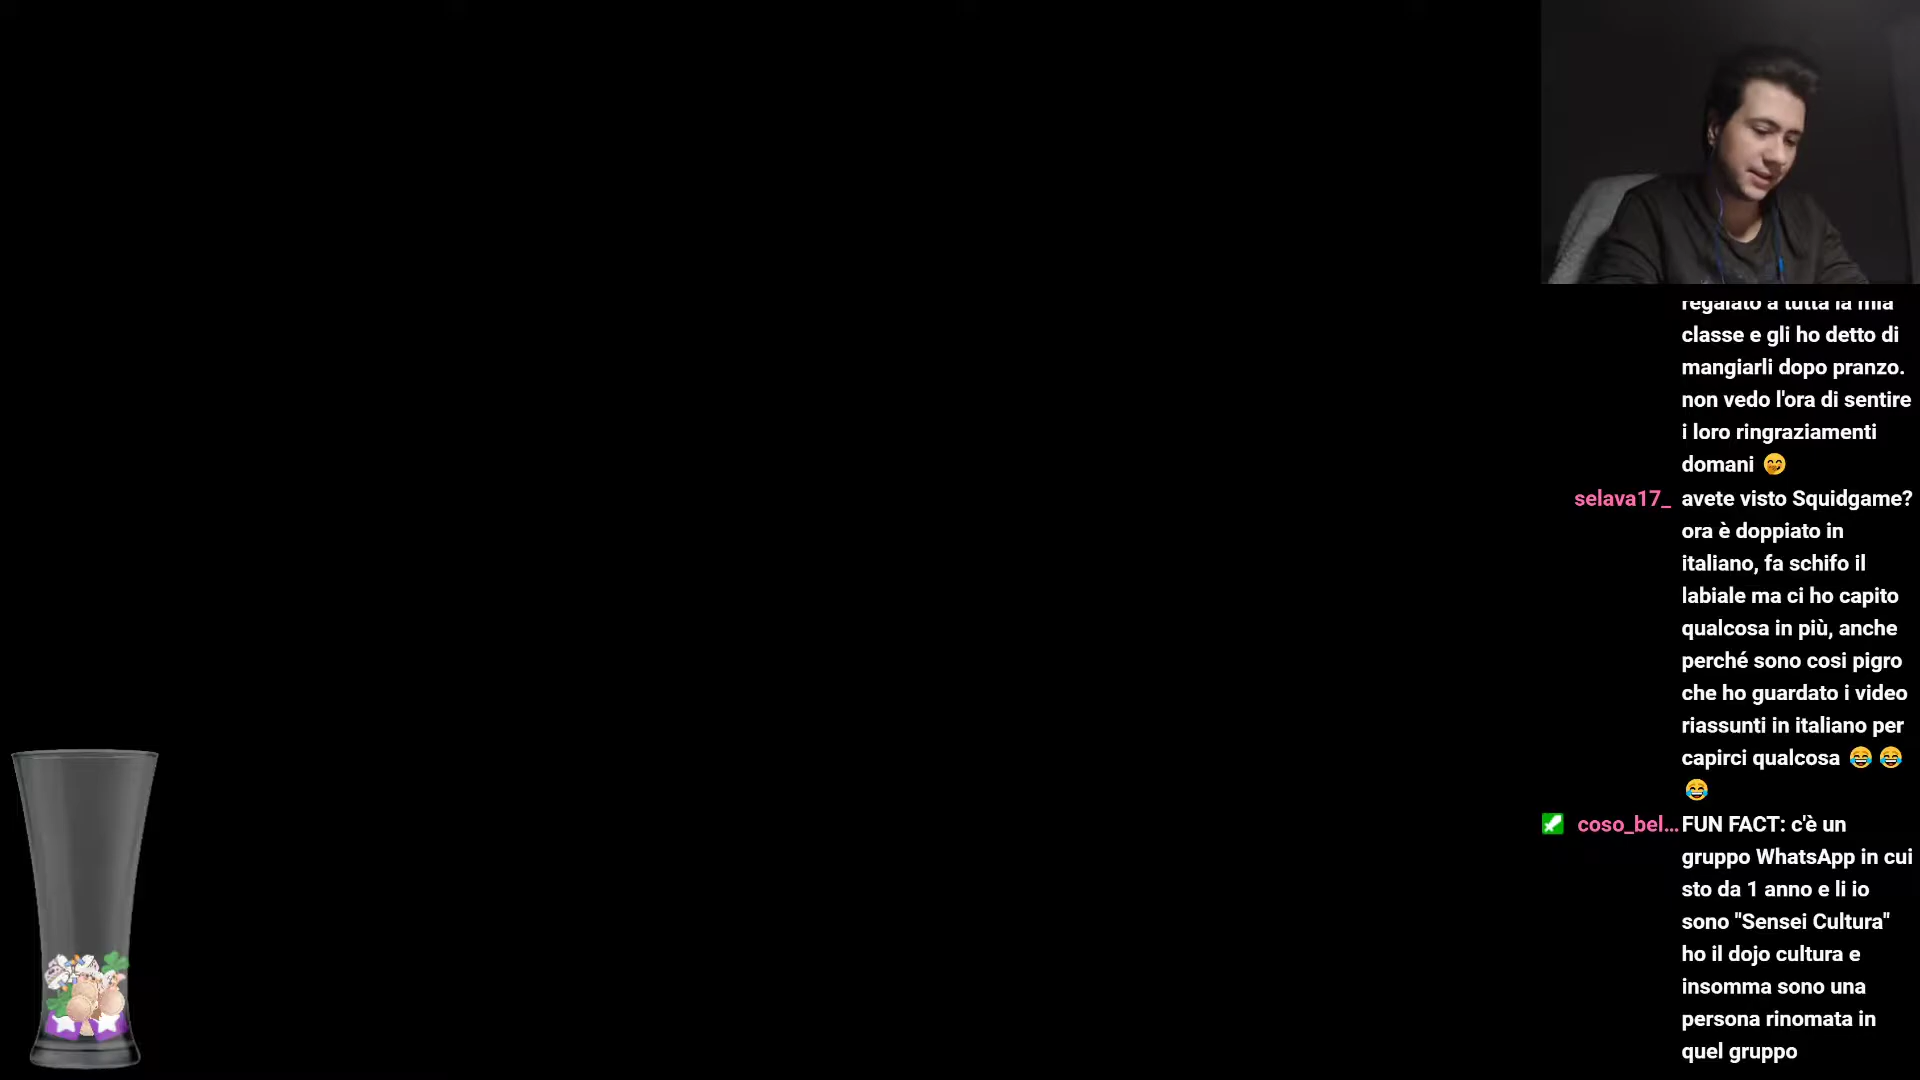 regalato a tutta la mia
classe e gli ho detto di
mangiarli dopo pranzo.
non vedo l'ora di sentire
i loro ringraziamenti
domani 🤭
selava17_ avete visto Squidgame?
ora è doppiato in
italiano, fa schifo il
labiale ma ci ho capito
qualcosa in più, anche
perché sono cosi pigro
che ho guardato i video
riassunti in italiano per
capirci qualcosa 😂 😂
😂
coso_bel... FUN FACT: c'è un
gruppo WhatsApp in cui
sto da 1 anno e li io
sono "Sensei Cultura"
ho il dojo cultura e
insomma sono una
persona rinomata in
quel gruppo